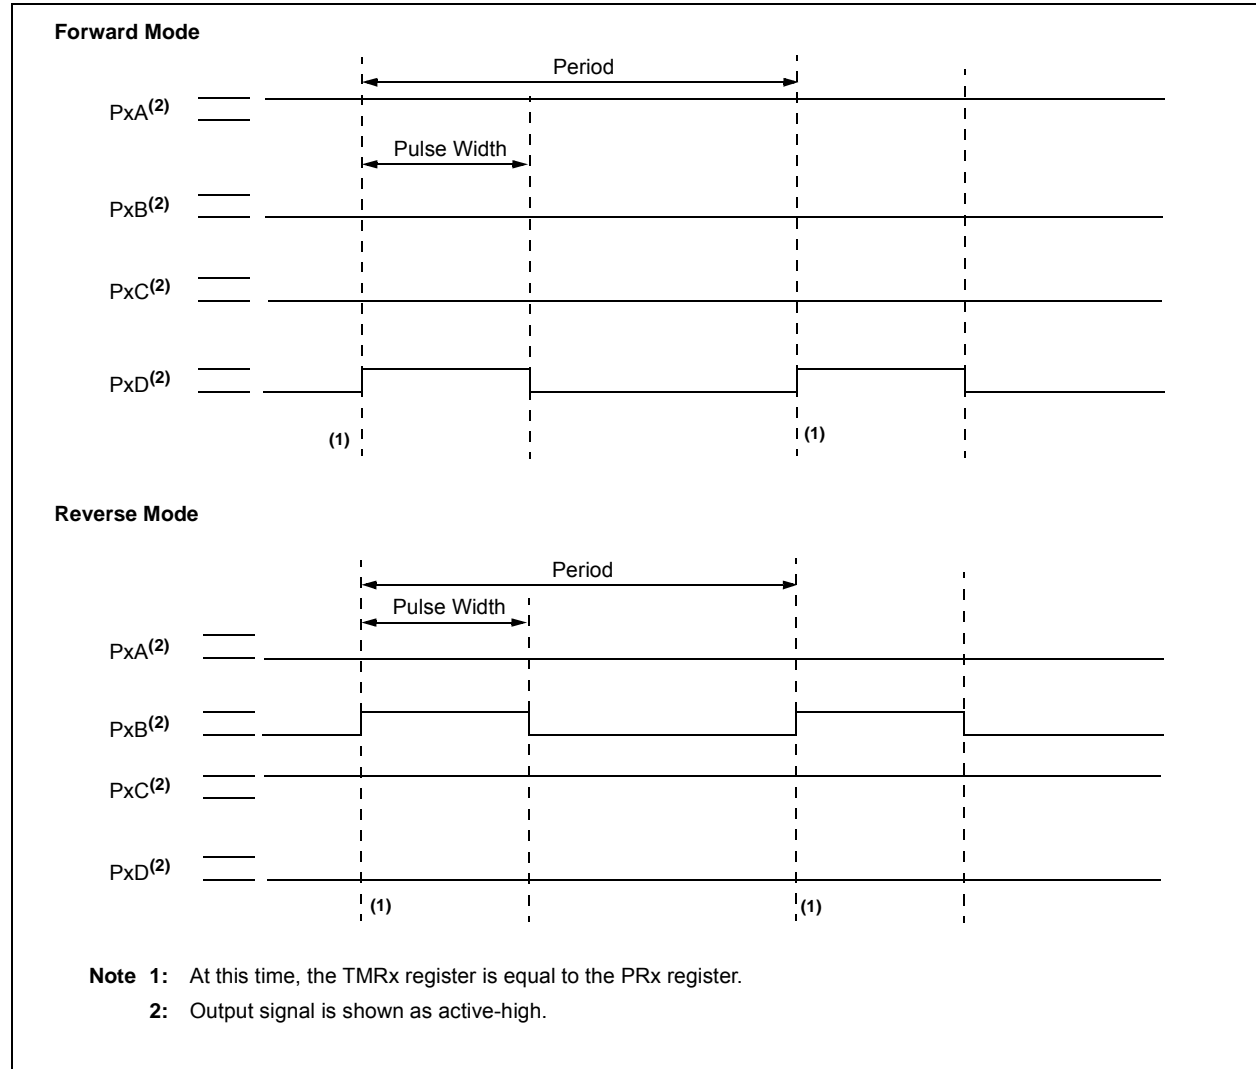 Forward Mode
Period
PxA(2)
Pulse Width
PxB(2)
PxC(2)
PxD(2)
(1) (1)
Reverse Mode
Period
Pulse Width
PxA(2)
PxB(2)
PxC(2)
PxD(2)
(1) (1)
Note 1: At this time, the TMRx register is equal to the PRx register.
2: Output signal is shown as active-high.